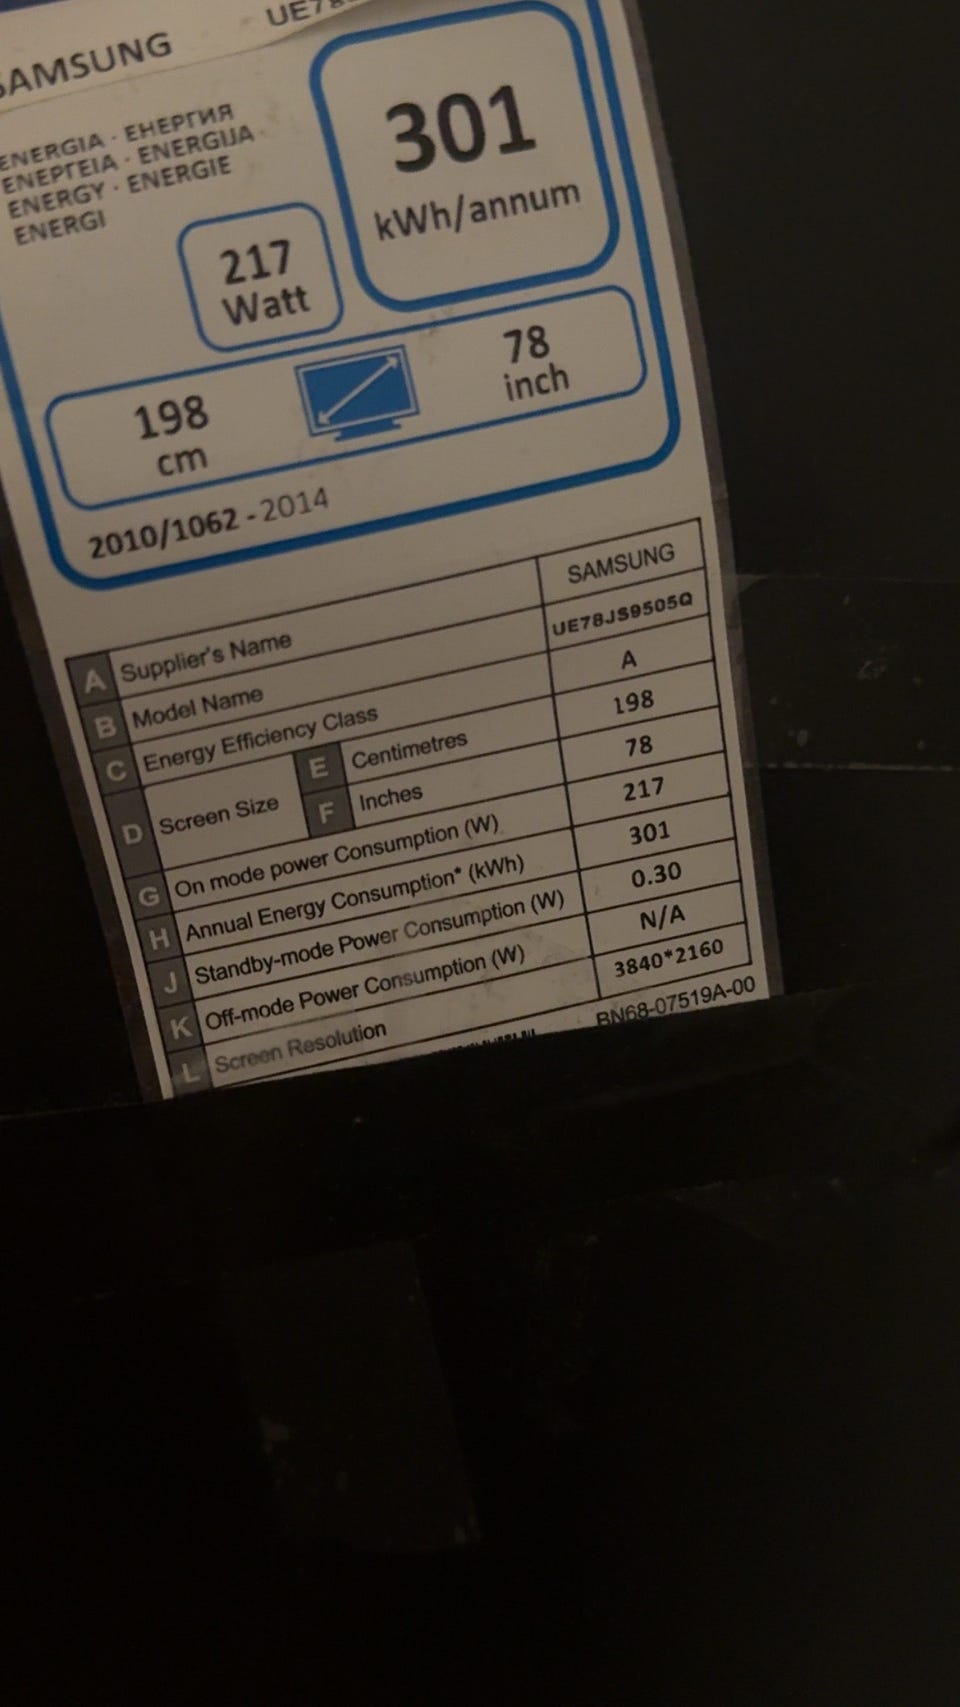 SAMSUNG UE78
ENERGIA · ЕНЕРГИЯ
ΕΝΕΡΓΕΙΑ · ENERGIJA
ENERGY · ENERGIE
ENERGI
301
kWh/annum
217
Watt
198
cm
78
inch
2010/1062 - 2014
A Supplier's Name SAMSUNG
B Model Name UE78JS9505Q
C Energy Efficiency Class A
D Screen Size E Centimetres 198
F Inches 78
G On mode power Consumption (W) 217
H Annual Energy Consumption* (kWh) 301
J Standby-mode Power Consumption (W) 0.30
K Off-mode Power Consumption (W) N/A
L Screen Resolution 3840*2160
BN68-07519A-00